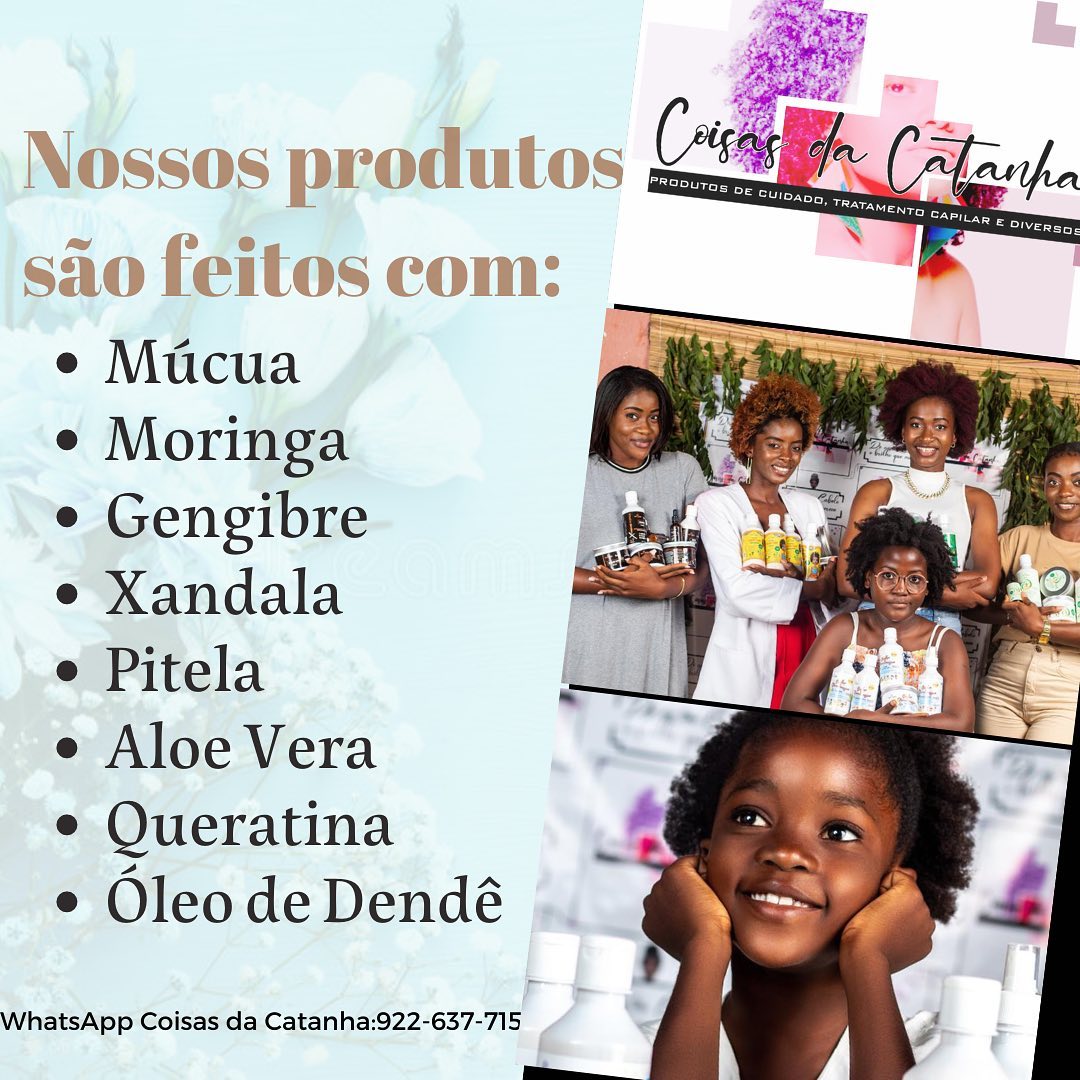 Nossos produtos
são feitos com:
• Múcua
• Moringa
• Gengibre
• Xandala
• Pitela
• Aloe Vera
• Queratina
• Óleo de Dendê
WhatsApp Coisas da Catanha:922-637-715
Coisas da Catanha
PRODUTOS DE CUIDADO, TRATAMENTO CAPILAR E DIVERSOS